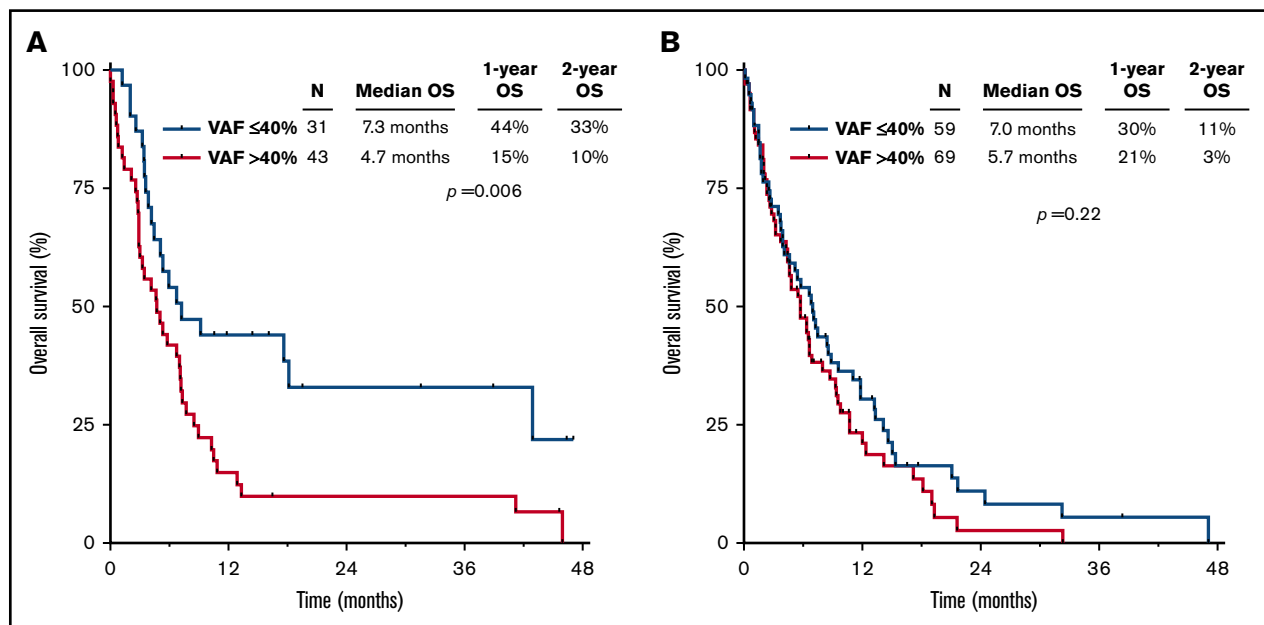 A
N Median OS 1-year OS 2-year OS
VAF ≤40% 31 7.3 months 44% 33%
VAF >40% 43 4.7 months 15% 10%
p=0.006
Overall survival (%)
100
75
50
25
0
0 12 24 36 48
Time (months)
B
N Median OS 1-year OS 2-year OS
VAF ≤40% 59 7.0 months 30% 11%
VAF >40% 69 5.7 months 21% 3%
p=0.22
Overall survival (%)
100
75
50
25
0
0 12 24 36 48
Time (months)